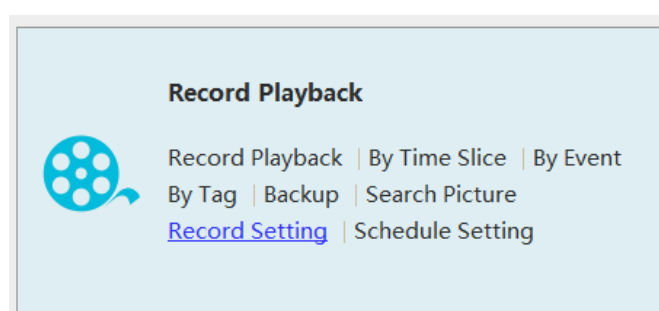 Record Playback
Record Playback | By Time Slice | By Event
By Tag | Backup | Search Picture
Record Setting | Schedule Setting